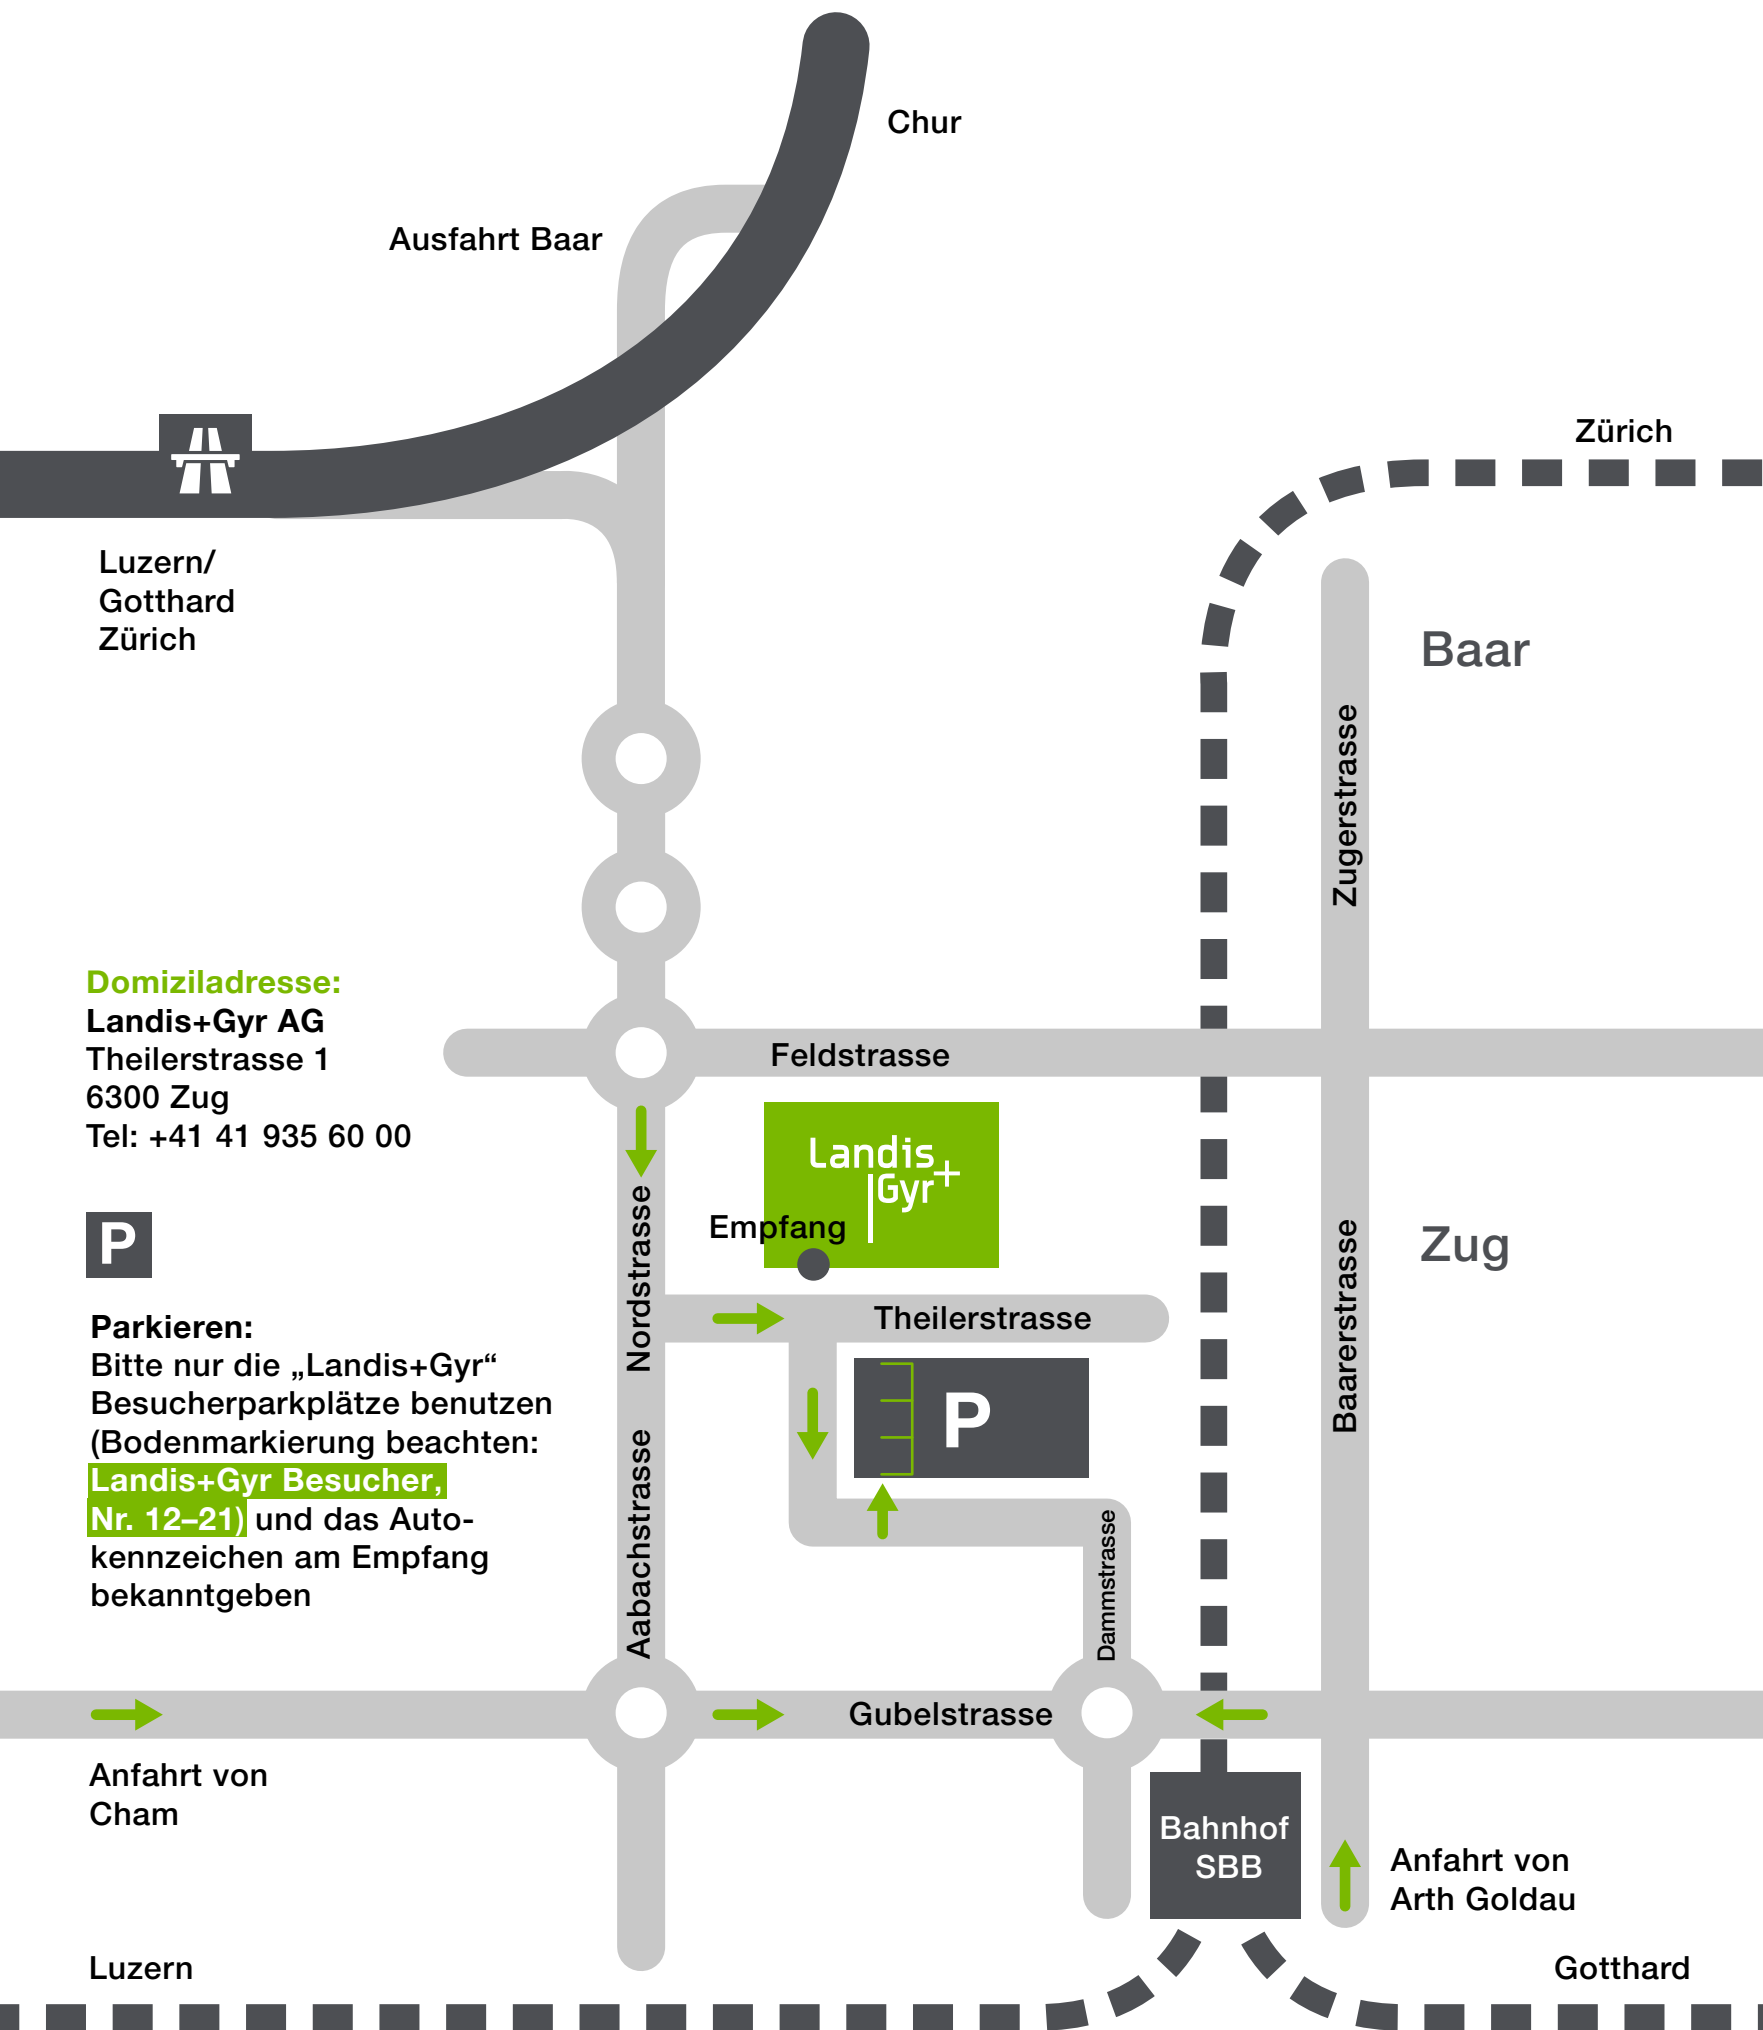 Chur
Ausfahrt Baar
Zürich
Luzern/
Gotthard
Zürich
Baar
Zugerstrasse
Domiziladresse:
Landis+Gyr AG
Theilerstrasse 1
6300 Zug
Tel: +41 41 935 60 00
Feldstrasse
Landis
Gyr+
Empfang
Nordstrasse
Zug
Baarerstrasse
P
Theilerstrasse
Parkieren:
Bitte nur die „Landis+Gyr“
Besucherparkplätze benutzen
(Bodenmarkierung beachten:
Landis+Gyr Besucher,
Nr. 12–21) und das Auto-
kennzeichen am Empfang
bekanntgeben
P
Aabachstrasse
Dammstrasse
Gubelstrasse
Anfahrt von
Cham
Bahnhof
SBB
Anfahrt von
Arth Goldau
Luzern
Gotthard